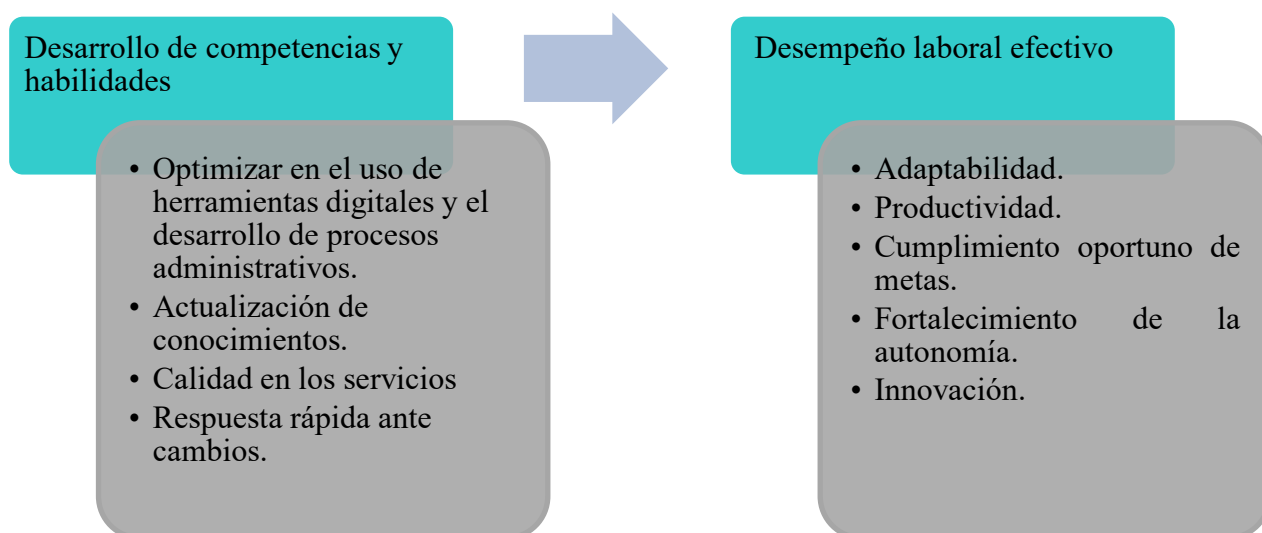 Desarrollo de competencias y
habilidades
• Optimizar en el uso de
herramientas digitales y el
desarrollo de procesos
administrativos.
• Actualización de
conocimientos.
• Calidad en los servicios
• Respuesta rápida ante
cambios.
Desempeño laboral efectivo
• Adaptabilidad.
• Productividad.
• Cumplimiento oportuno de
metas.
• Fortalecimiento de la
autonomía.
• Innovación.